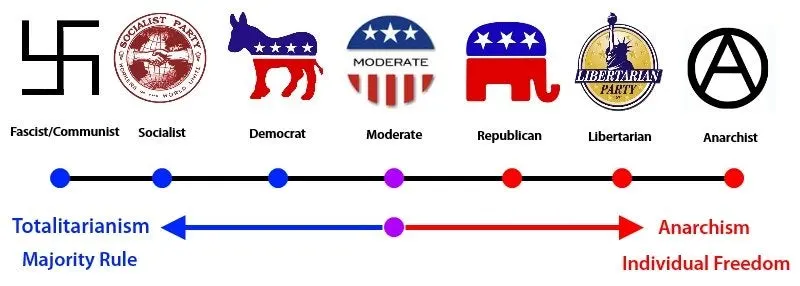 SOCIALIST PARTY
WORKERS OF THE WORLD UNITE
MODERATE
LIBERTARIAN
PARTY
Fascist/Communist
Socialist
Democrat
Moderate
Republican
Libertarian
Anarchist
Totalitarianism
Anarchism
Majority Rule
Individual Freedom